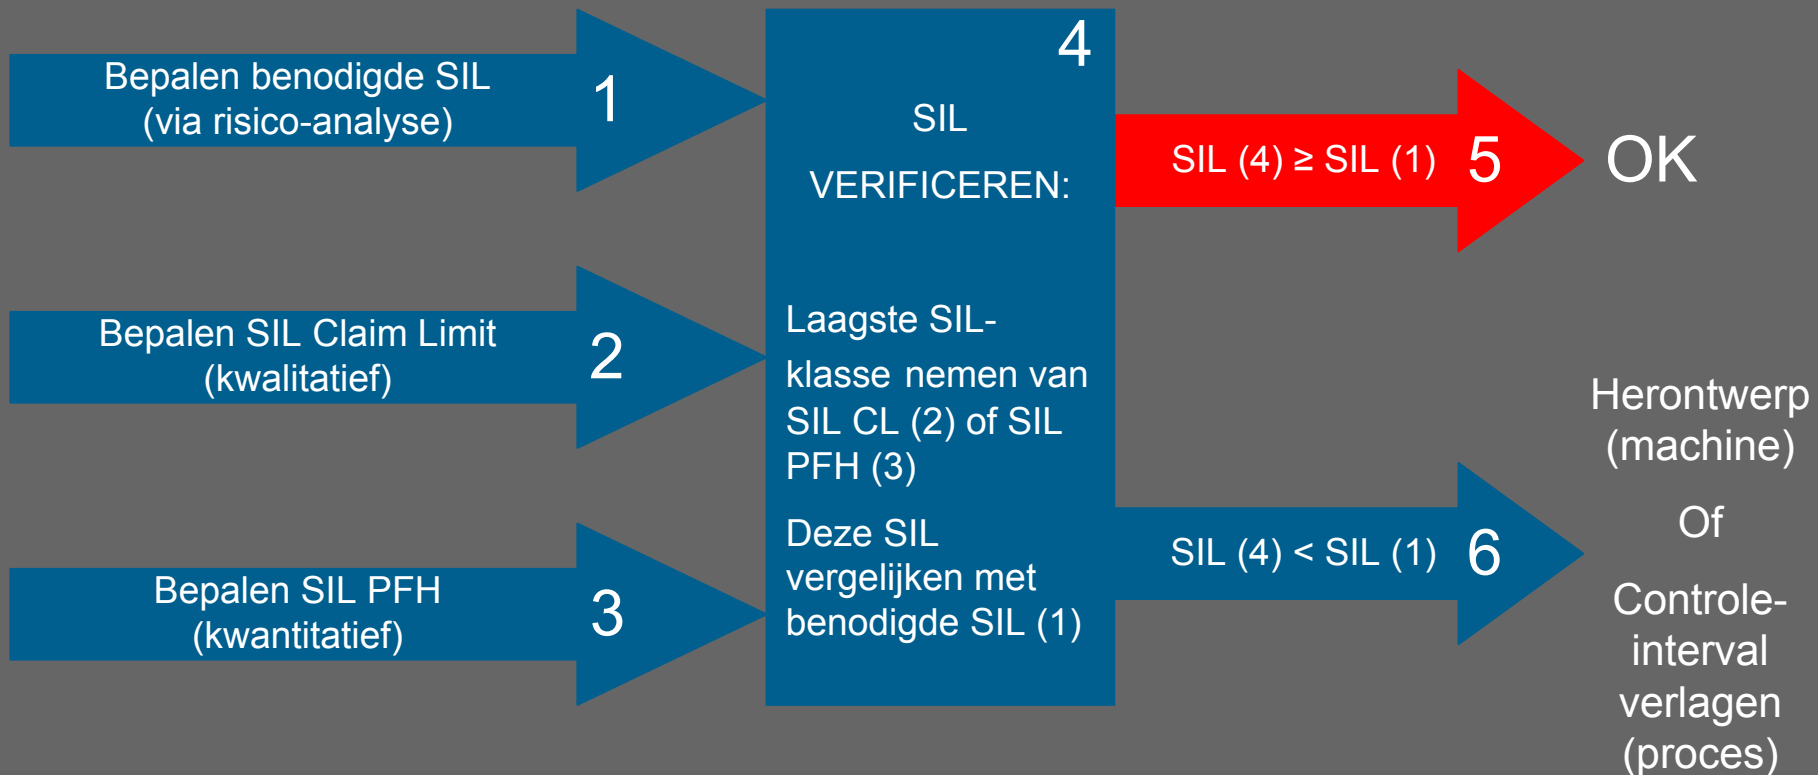 Bepalen benodigde SIL
(via risico-analyse)
1
Bepalen SIL Claim Limit
(kwalitatief)
2
Bepalen SIL PFH
(kwantitatief)
3
4
SIL
VERIFICEREN:
Laagste SIL-
klasse nemen van
SIL CL (2) of SIL
PFH (3)
Deze SIL
vergelijken met
benodigde SIL (1)
SIL (4) ≥ SIL (1) 5
OK
SIL (4) < SIL (1) 6
Herontwerp
(machine)
Of
Controle-
interval
verlagen
(proces)